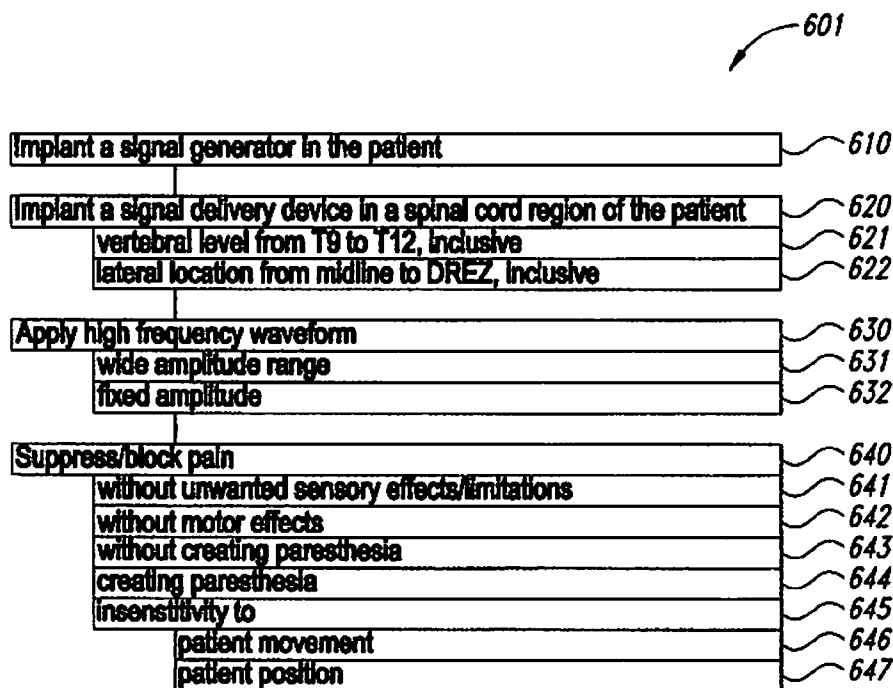 601
Implant a signal generator in the patient 610
Implant a signal delivery device in a spinal cord region of the patient 620
vertebral level from T9 to T12, inclusive 621
lateral location from midline to DREZ, inclusive 622
Apply high frequency waveform 630
wide amplitude range 631
fixed amplitude 632
Suppress/block pain 640
without unwanted sensory effects/limitations 641
without motor effects 642
without creating paresthesia 643
creating paresthesia 644
insenstitivity to 645
patient movement 646
patient position 647